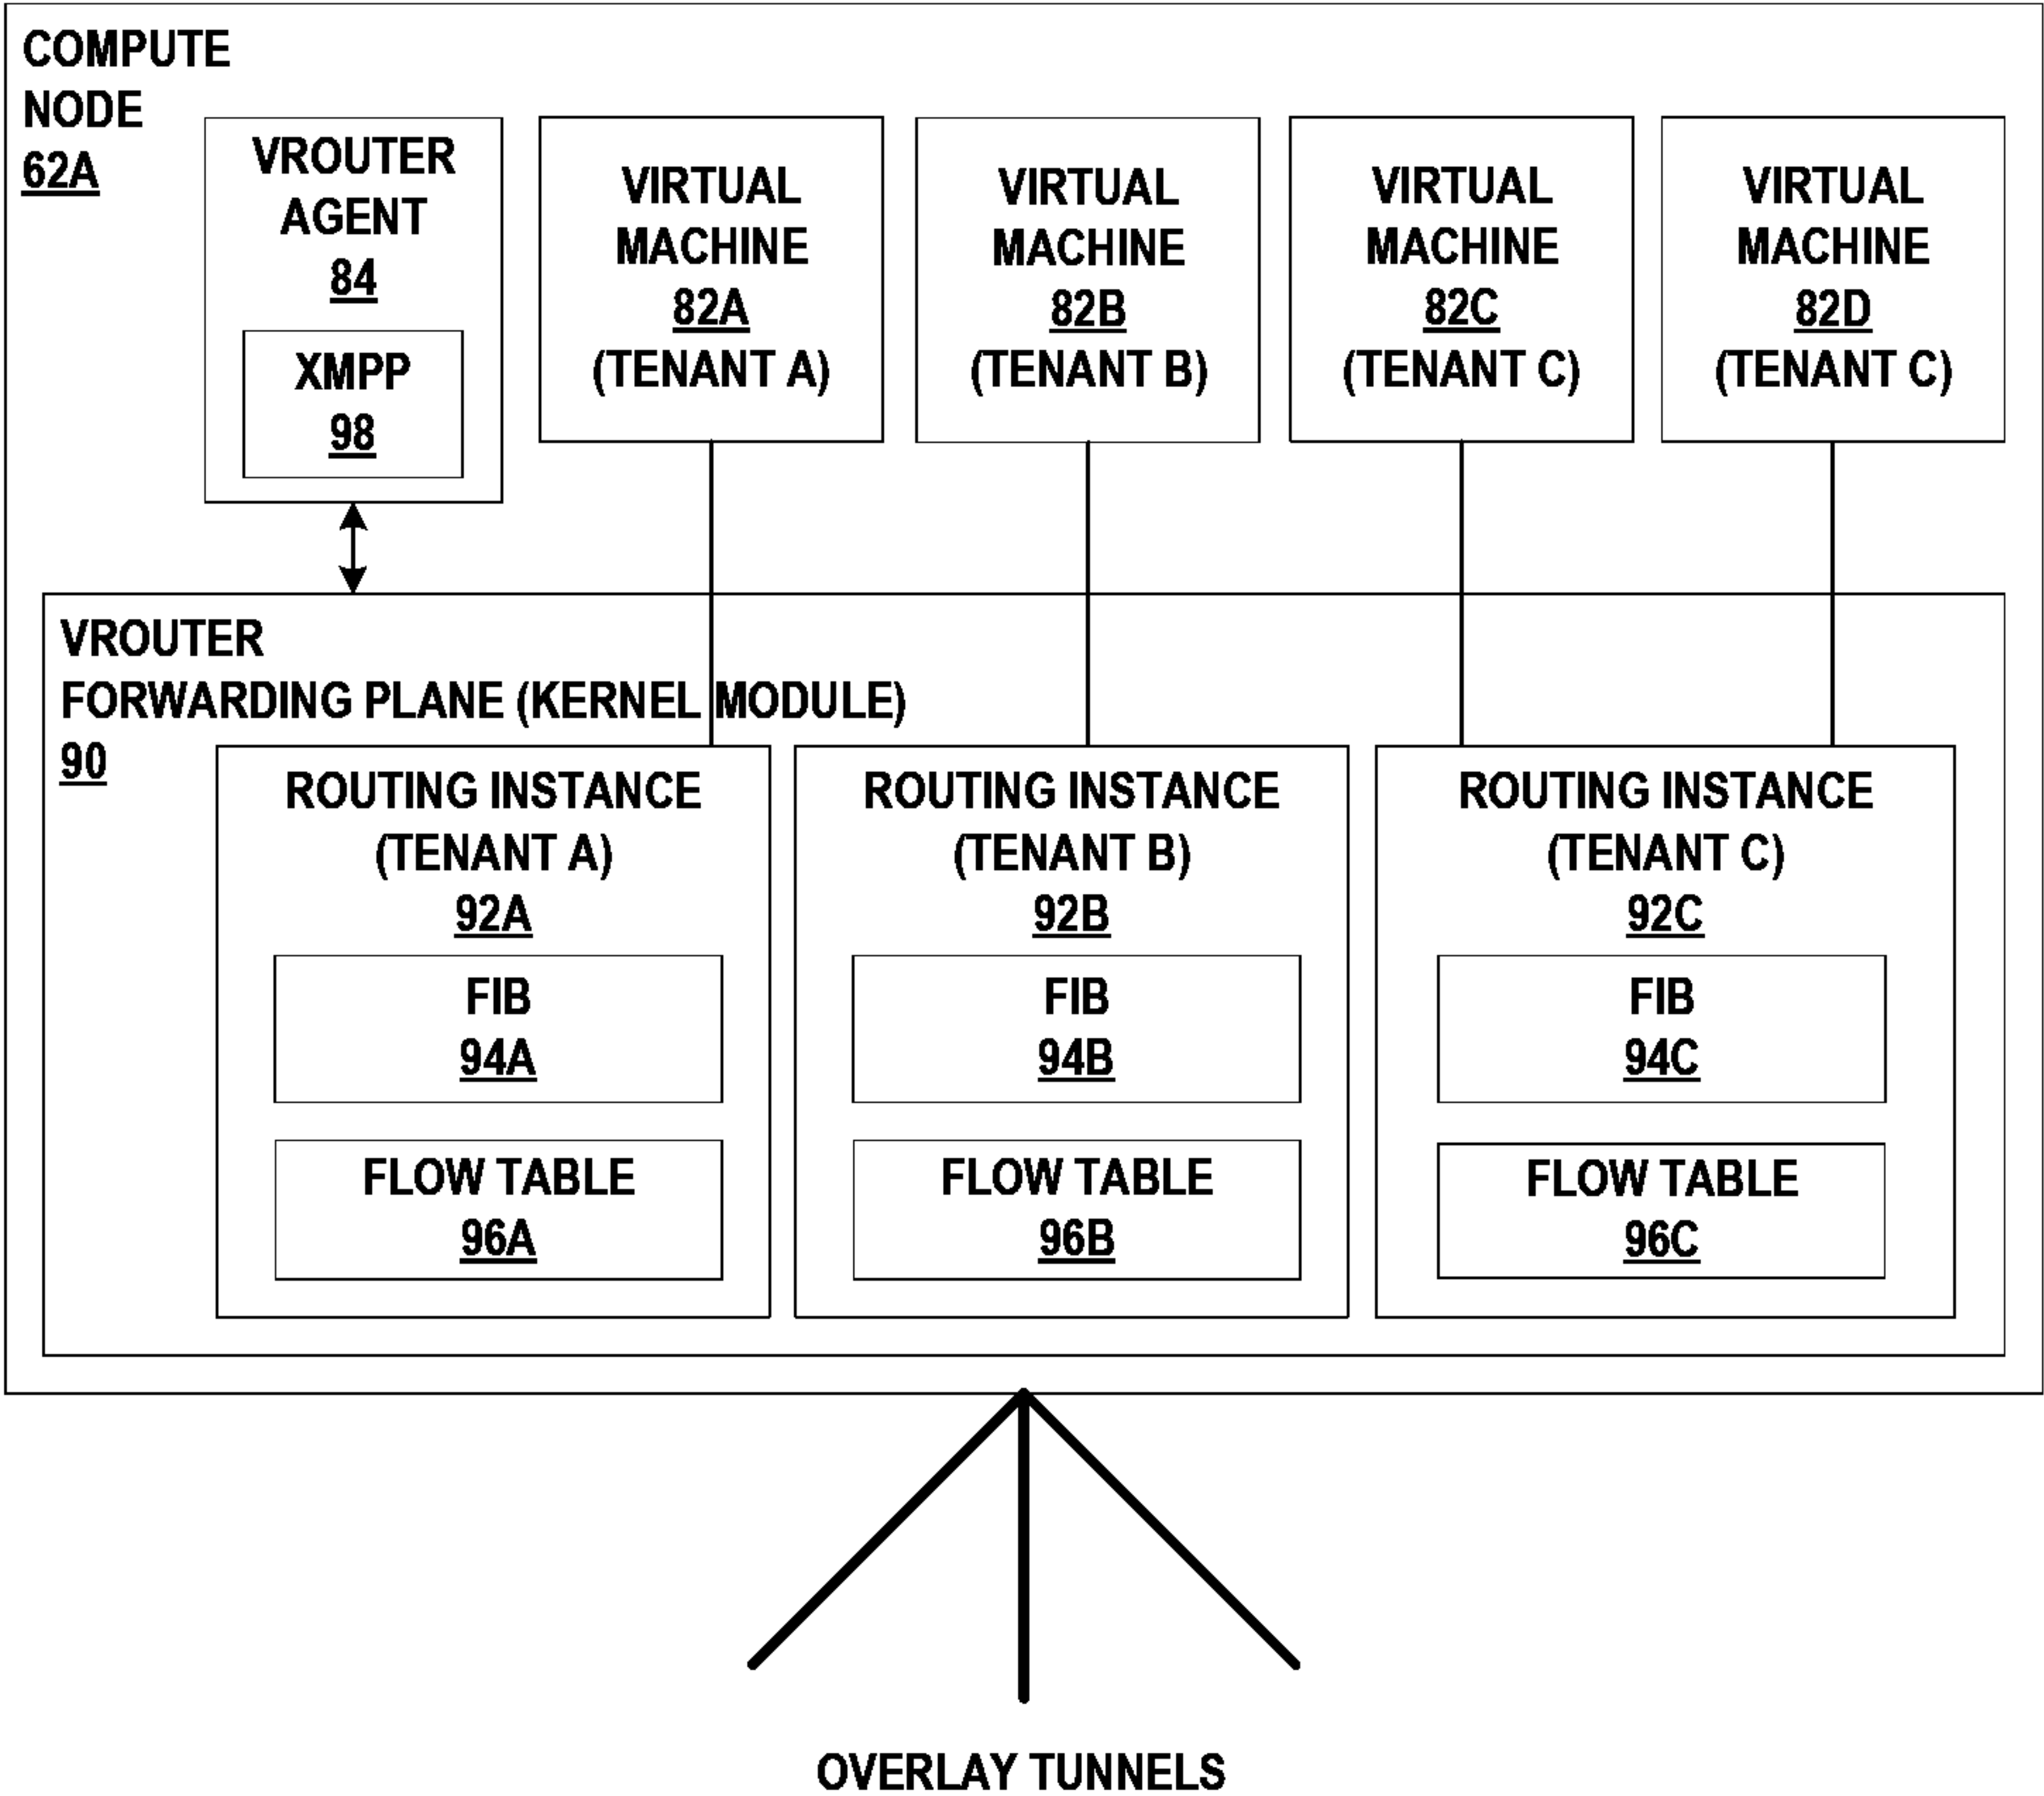 COMPUTE
NODE
62A
VROUTER
AGENT
84
XMPP
98
VIRTUAL
MACHINE
82A
(TENANT A)
VIRTUAL
MACHINE
82B
(TENANT B)
VIRTUAL
MACHINE
82C
(TENANT C)
VIRTUAL
MACHINE
82D
(TENANT C)
VROUTER
FORWARDING PLANE (KERNEL MODULE)
90
ROUTING INSTANCE
(TENANT A)
92A
FIB
94A
FLOW TABLE
96A
ROUTING INSTANCE
(TENANT B)
92B
FIB
94B
FLOW TABLE
96B
ROUTING INSTANCE
(TENANT C)
92C
FIB
94C
FLOW TABLE
96C
OVERLAY TUNNELS